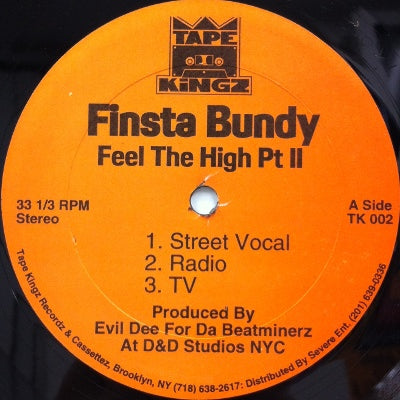 TAPE
KiNGZ
Finsta Bundy
Feel The High Pt II
33 1/3 RPM
Stereo
A Side
TK 002
1. Street Vocal
2. Radio
3. TV
Produced By
Evil Dee For Da Beatminerz
At D&D Studios NYC
Tape Kingz Recordz & Cassettez, Brooklyn, NY (718) 638-2617: Distributed By Severe Ent. (201) 639-0336